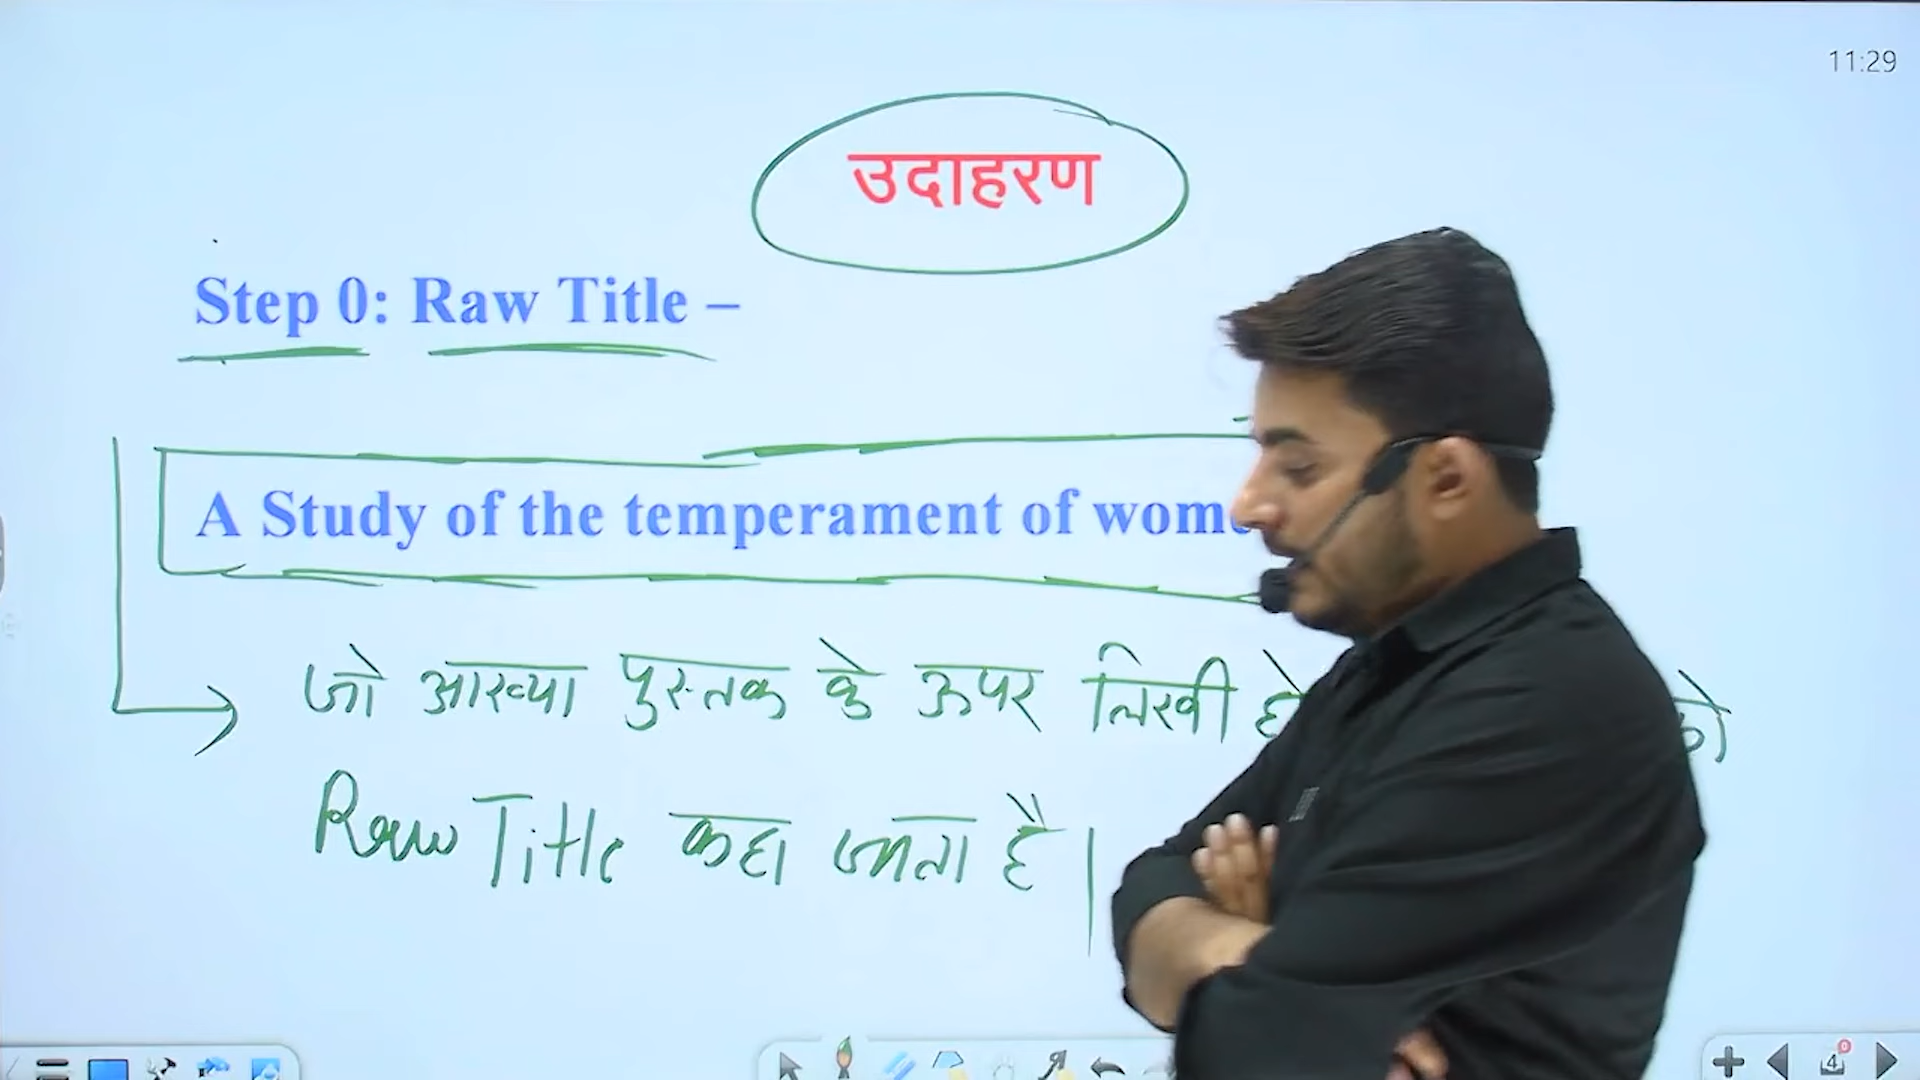 11:29
उदाहरण
Step 0: Raw Title –
A Study of the temperament of
जो आख्या पुस्तक के ऊपर लिखी
Raw Title कहा जाता है।
4